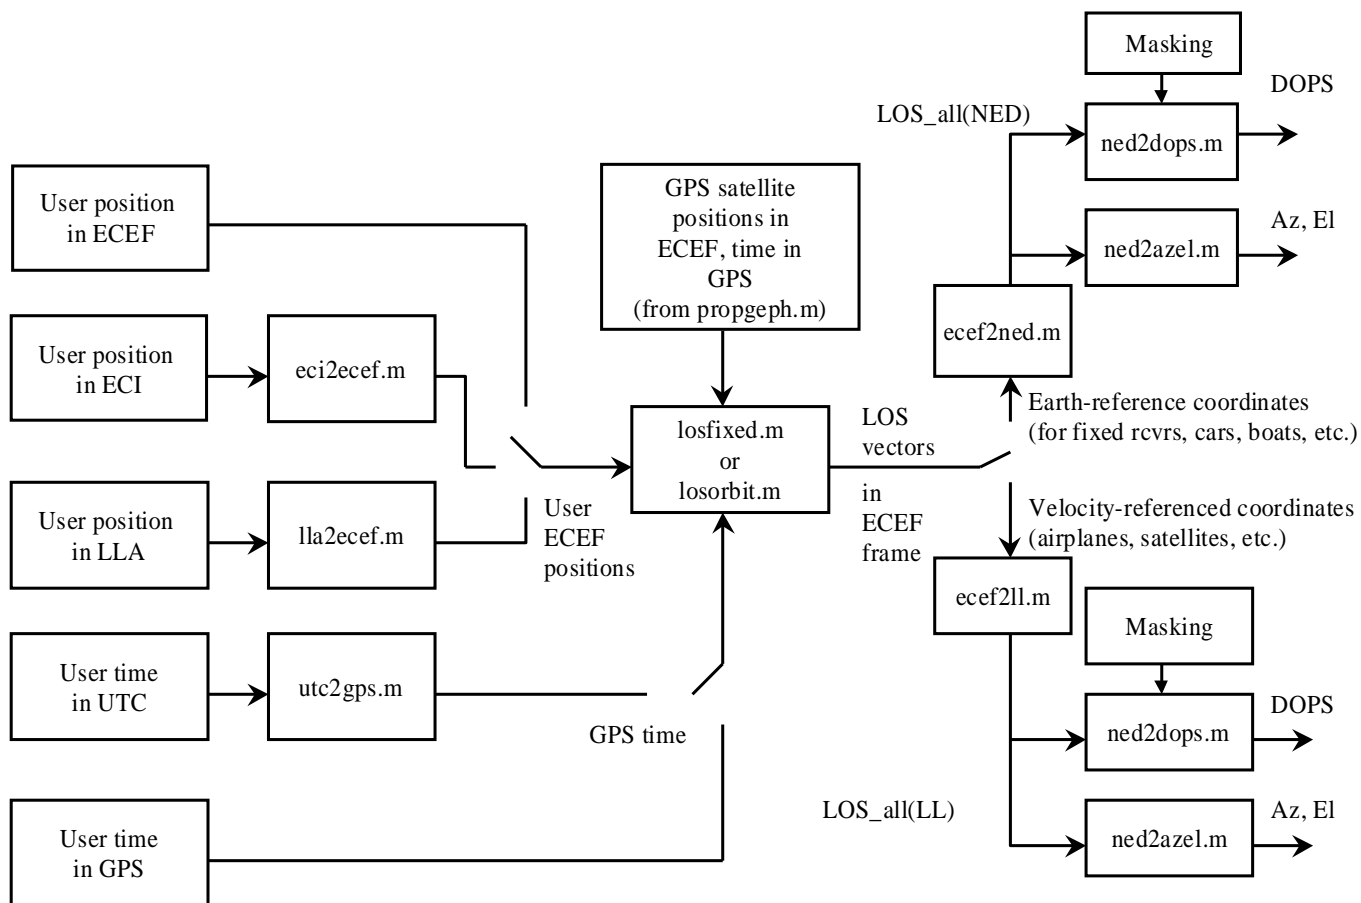 Masking
DOPS
LOS_all(NED)
ned2dops.m
User position
in ECEF
GPS satellite
positions in
ECEF, time in
GPS
(from propgeph.m)
Az, El
ned2azel.m
ecef2ned.m
User position
in ECI
eci2ecef.m
Earth-reference coordinates
(for fixed rcvrs, cars, boats, etc.)
losfixed.m
or
losorbit.m
LOS
vectors
in
ECEF
frame
User position
in LLA
lla2ecef.m
User
ECEF
positions
Velocity-referenced coordinates
(airplanes, satellites, etc.)
ecef2ll.m
Masking
User time
in UTC
utc2gps.m
GPS time
DOPS
ned2dops.m
LOS_all(LL)
Az, El
ned2azel.m
User time
in GPS